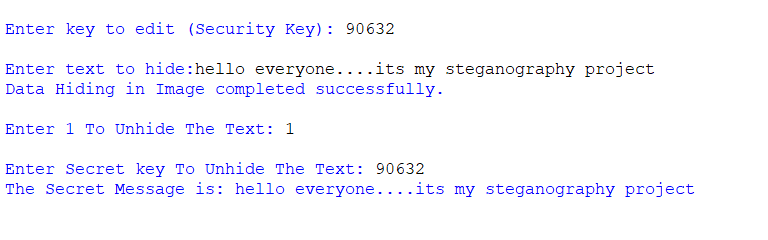 Enter key to edit (Security Key): 90632
Enter text to hide:hello everyone....its my steganography project
Data Hiding in Image completed successfully.
Enter 1 To Unhide The Text: 1
Enter Secret key To Unhide The Text: 90632
The Secret Message is: hello everyone....its my steganography project